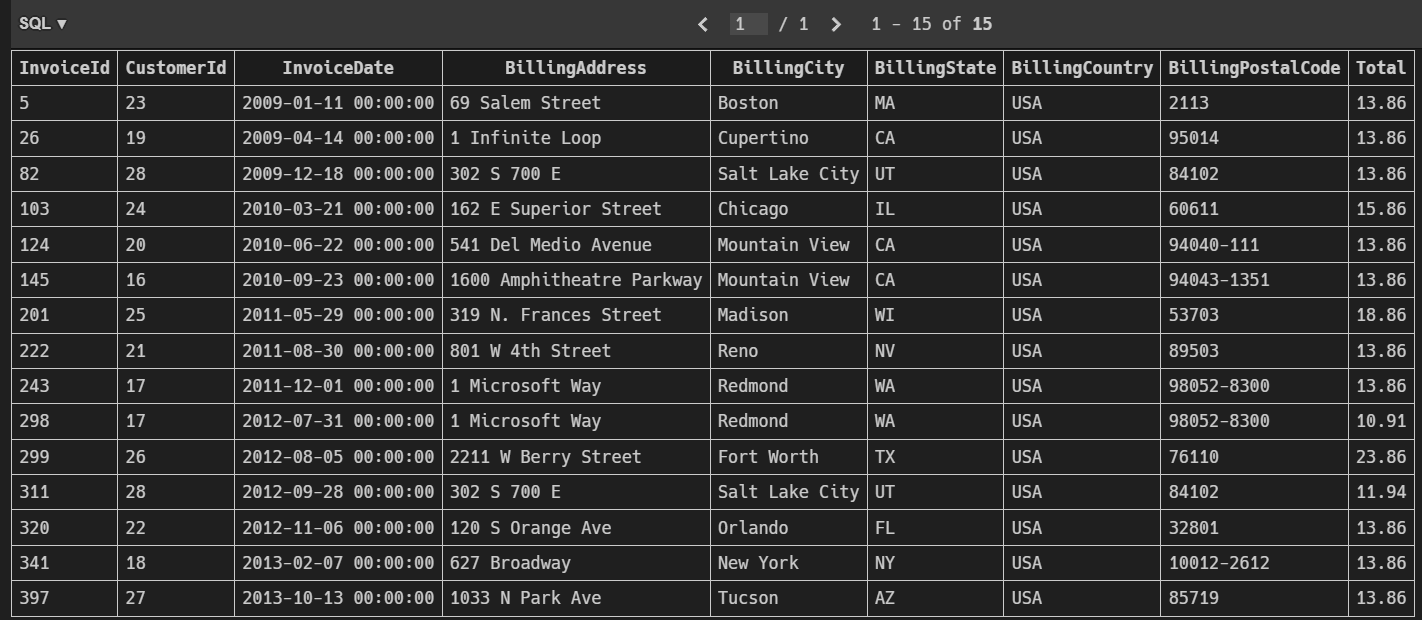 SQL ▼ 1 / 1 1 - 15 of 15
InvoiceId CustomerId InvoiceDate BillingAddress BillingCity BillingState BillingCountry BillingPostalCode Total
5 23 2009-01-11 00:00:00 69 Salem Street Boston MA USA 2113 13.86
26 19 2009-04-14 00:00:00 1 Infinite Loop Cupertino CA USA 95014 13.86
82 28 2009-12-18 00:00:00 302 S 700 E Salt Lake City UT USA 84102 13.86
103 24 2010-03-21 00:00:00 162 E Superior Street Chicago IL USA 60611 15.86
124 20 2010-06-22 00:00:00 541 Del Medio Avenue Mountain View CA USA 94040-111 13.86
145 16 2010-09-23 00:00:00 1600 Amphitheatre Parkway Mountain View CA USA 94043-1351 13.86
201 25 2011-05-29 00:00:00 319 N. Frances Street Madison WI USA 53703 18.86
222 21 2011-08-30 00:00:00 801 W 4th Street Reno NV USA 89503 13.86
243 17 2011-12-01 00:00:00 1 Microsoft Way Redmond WA USA 98052-8300 13.86
298 17 2012-07-31 00:00:00 1 Microsoft Way Redmond WA USA 98052-8300 10.91
299 26 2012-08-05 00:00:00 2211 W Berry Street Fort Worth TX USA 76110 23.86
311 28 2012-09-28 00:00:00 302 S 700 E Salt Lake City UT USA 84102 11.94
320 22 2012-11-06 00:00:00 120 S Orange Ave Orlando FL USA 32801 13.86
341 18 2013-02-07 00:00:00 627 Broadway New York NY USA 10012-2612 13.86
397 27 2013-10-13 00:00:00 1033 N Park Ave Tucson AZ USA 85719 13.86